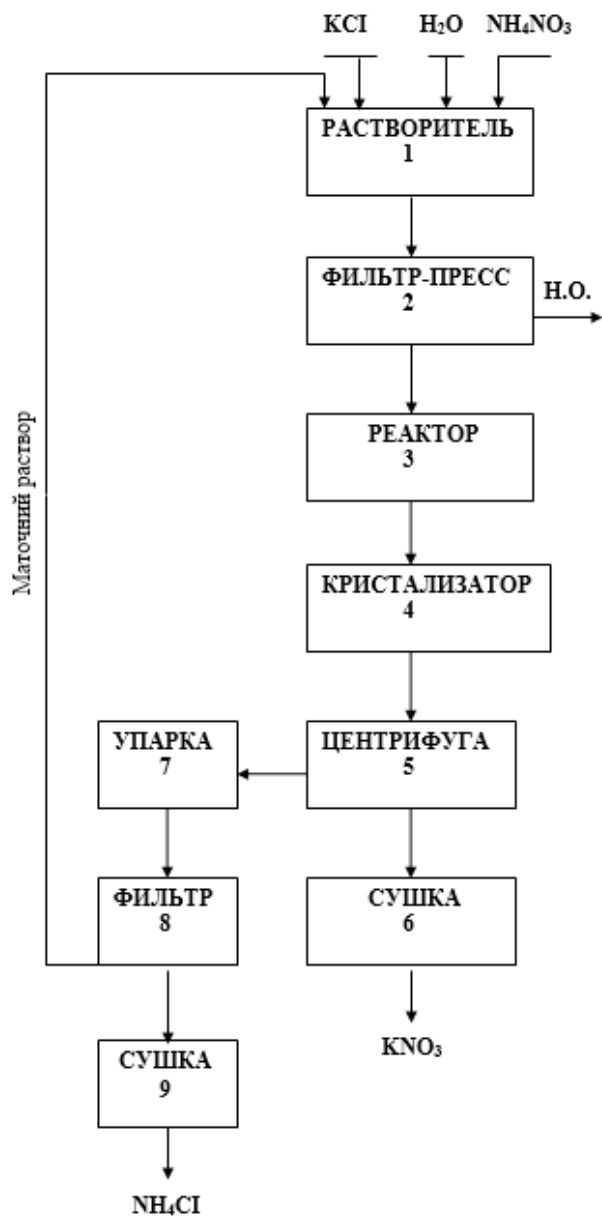 KCl H₂O NH₄NO₃
РАСТВОРИТЕЛЬ
1
ФИЛЬТР-ПРЕСС
2
Н.О.
РЕАКТОР
3
КРИСТАЛИЗАТОР
4
Маточний раствор
УПАРКА
7
ЦЕНТРИФУГА
5
ФИЛЬТР
8
СУШКА
6
KNO₃
СУШКА
9
NH₄Cl